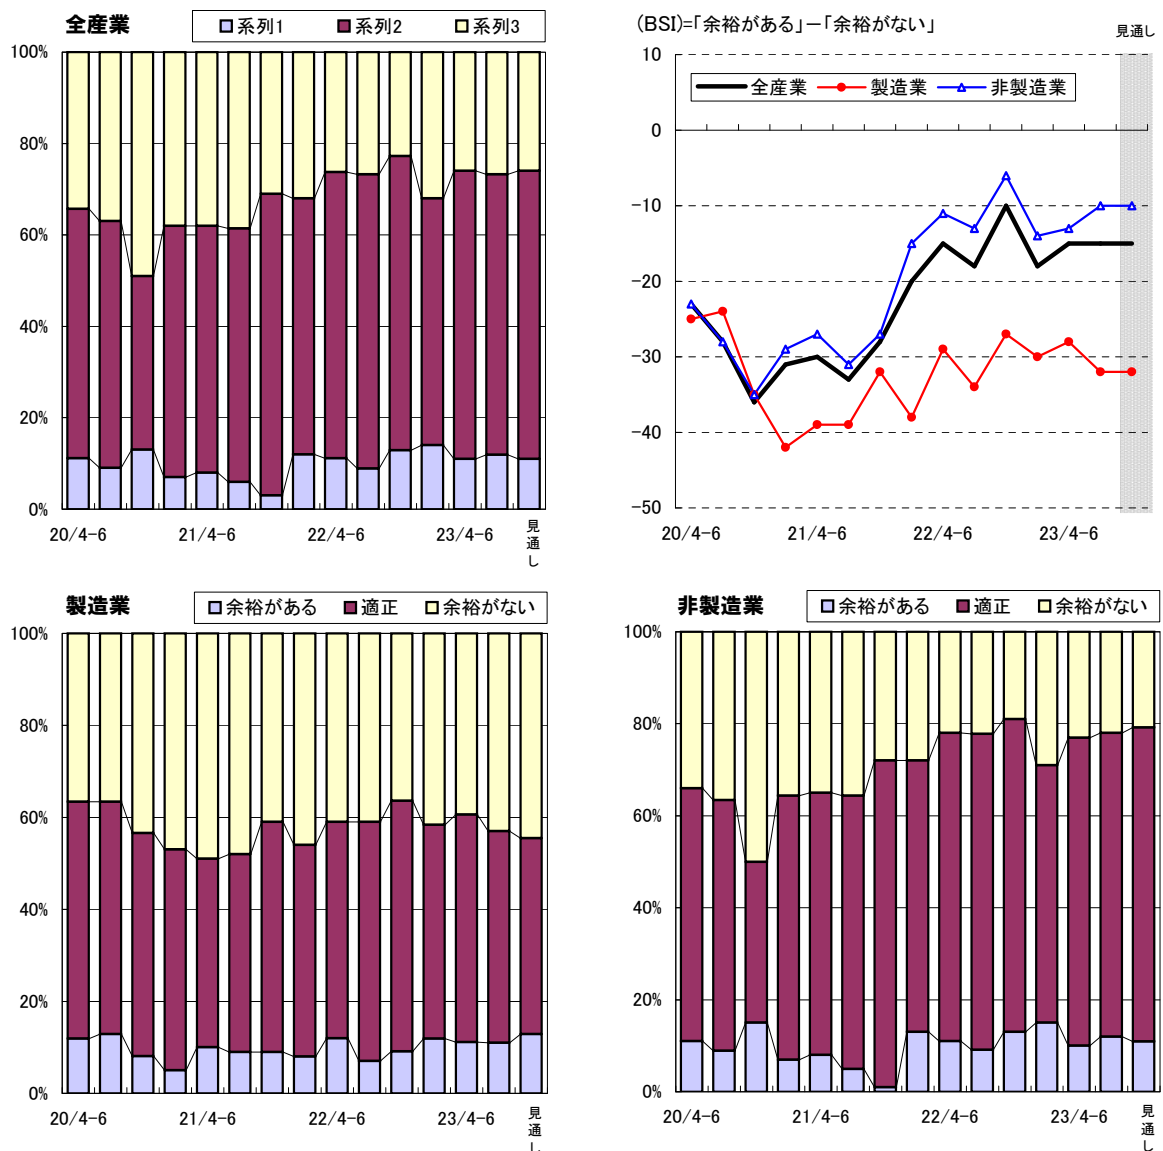 全産業
系列1 系列2 系列3
100%
80%
60%
40%
20%
0%
20/4-6 21/4-6 22/4-6 23/4-6 見通し
(BSI)=｢余裕がある｣－｢余裕がない｣
見通し
全産業 製造業 非製造業
10
0
-10
-20
-30
-40
-50
20/4-6 21/4-6 22/4-6 23/4-6
製造業
余裕がある 適正 余裕がない
100%
80%
60%
40%
20%
0%
20/4-6 21/4-6 22/4-6 23/4-6 見通し
非製造業
余裕がある 適正 余裕がない
100%
80%
60%
40%
20%
0%
20/4-6 21/4-6 22/4-6 23/4-6 見通し